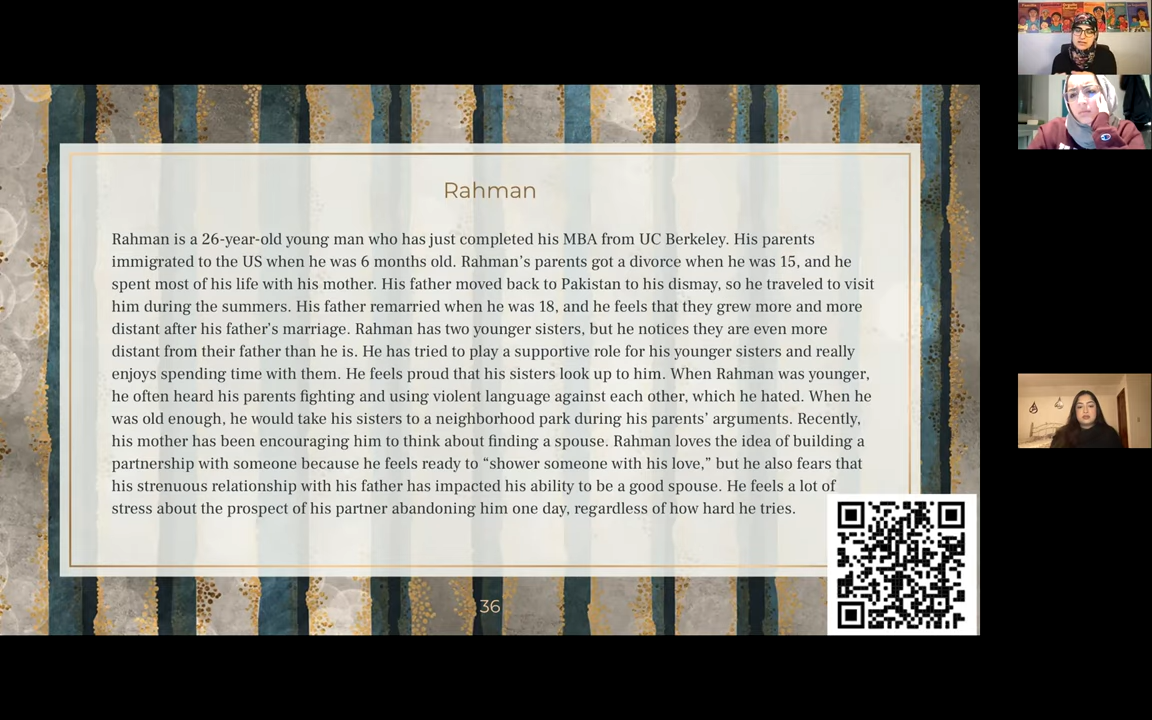 Rahman
Rahman is a 26-year-old young man who has just completed his MBA from UC Berkeley. His parents
immigrated to the US when he was 6 months old. Rahman’s parents got a divorce when he was 15, and he
spent most of his life with his mother. His father moved back to Pakistan to his dismay, so he traveled to visit
him during the summers. His father remarried when he was 18, and he feels that they grew more and more
distant after his father’s marriage. Rahman has two younger sisters, but he notices they are even more
distant from their father than he is. He has tried to play a supportive role for his younger sisters and really
enjoys spending time with them. He feels proud that his sisters look up to him. When Rahman was younger,
he often heard his parents fighting and using violent language against each other, which he hated. When he
was old enough, he would take his sisters to a neighborhood park during his parents’ arguments. Recently,
his mother has been encouraging him to think about finding a spouse. Rahman loves the idea of building a
partnership with someone because he feels ready to “shower someone with his love,” but he also fears that
his strenuous relationship with his father has impacted his ability to be a good spouse. He feels a lot of
stress about the prospect of his partner abandoning him one day, regardless of how hard he tries.
36